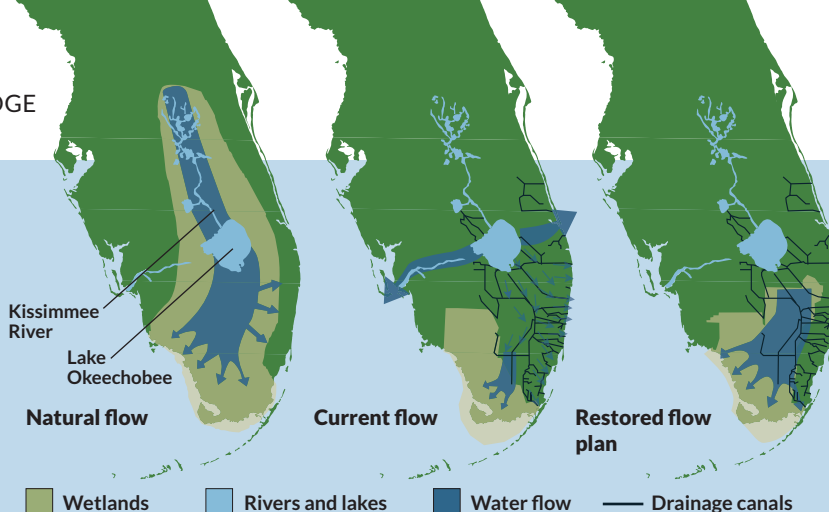 Kissimmee
River
Lake
Okeechobee
Natural flow
Current flow
Restored flow
plan
Wetlands
Rivers and lakes
Water flow
Drainage canals